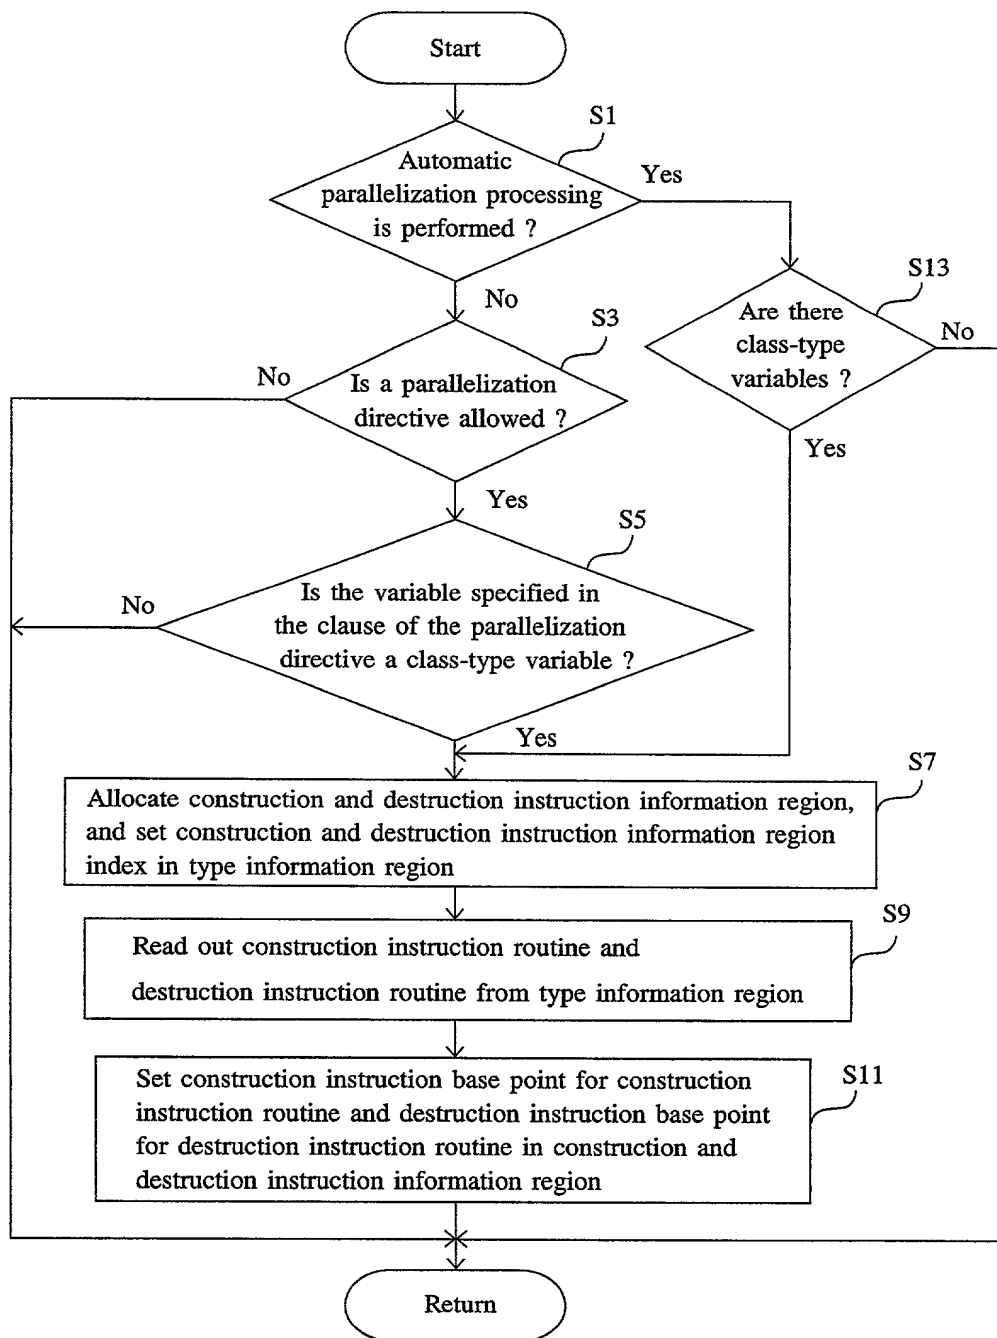 Start
S1
Automatic
parallelization processing
is performed ?
Yes
No
S13
Are there
class-type
variables ?
No
Yes
S3
Is a parallelization
directive allowed ?
No
Yes
S5
Is the variable specified in
the clause of the parallelization
directive a class-type variable ?
No
Yes
S7
Allocate construction and destruction instruction information region,
and set construction and destruction instruction information region
index in type information region
S9
Read out construction instruction routine and
destruction instruction routine from type information region
S11
Set construction instruction base point for construction
instruction routine and destruction instruction base point
for destruction instruction routine in construction and
destruction instruction information region
Return